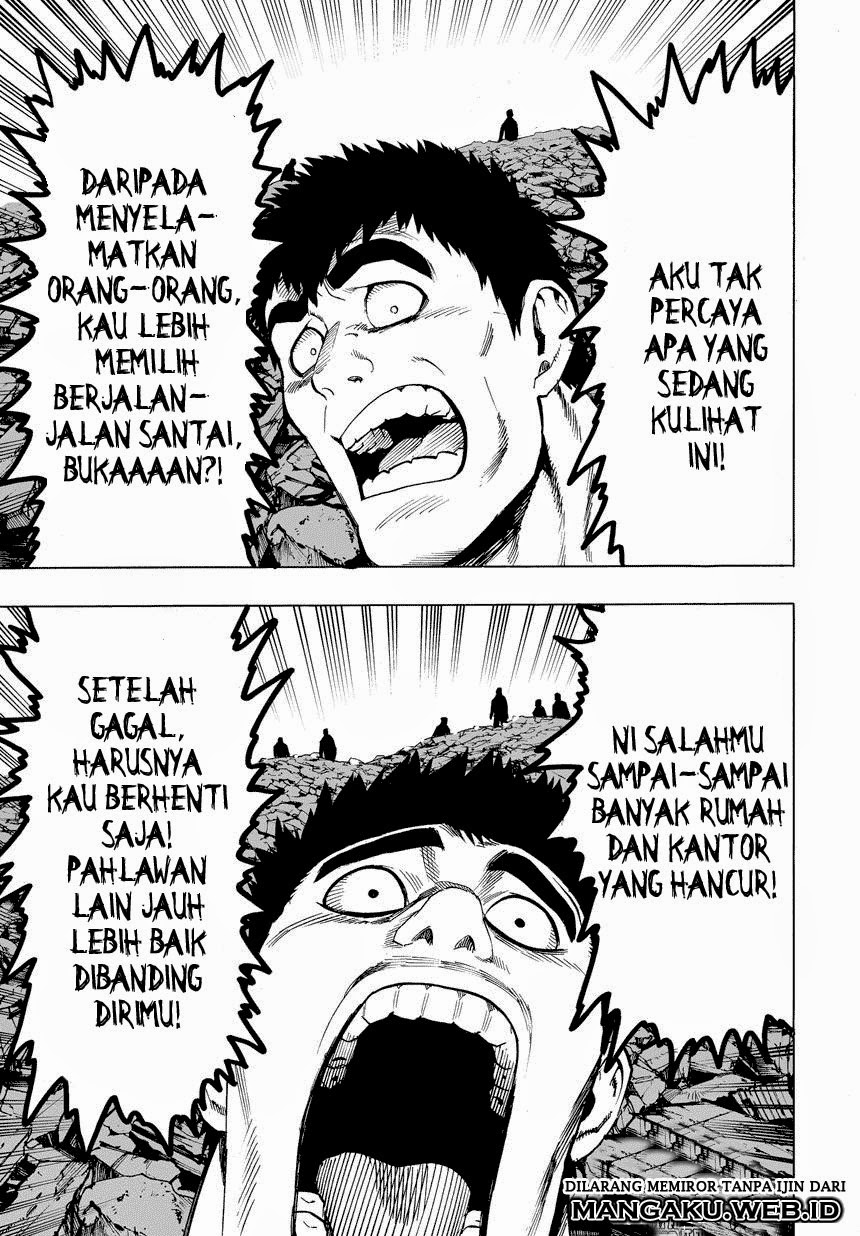 AKU TAK
PERCAYA
APA YANG
SEDANG
KULIHAT
INI!
DARIPADA
MENYELA-
MATKAN
ORANG-ORANG,
KAU LEBIH
MEMILIH
BERJALAN-
JALAN SANTAI,
BUKAAAAN?!
NI SALAHMU
SAMPAI-SAMPAI
BANYAK RUMAH
DAN KANTOR
YANG HANCUR!
SETELAH
GAGAL,
HARUSNYA
KAU BERHENTI
SAJA!
PAHLAWAN
LAIN JAUH
LEBIH BAIK
DIBANDING
DIRIMU!
DILARANG MEMIROR TANPA IJIN DARI
MANGAKU.WEB.ID